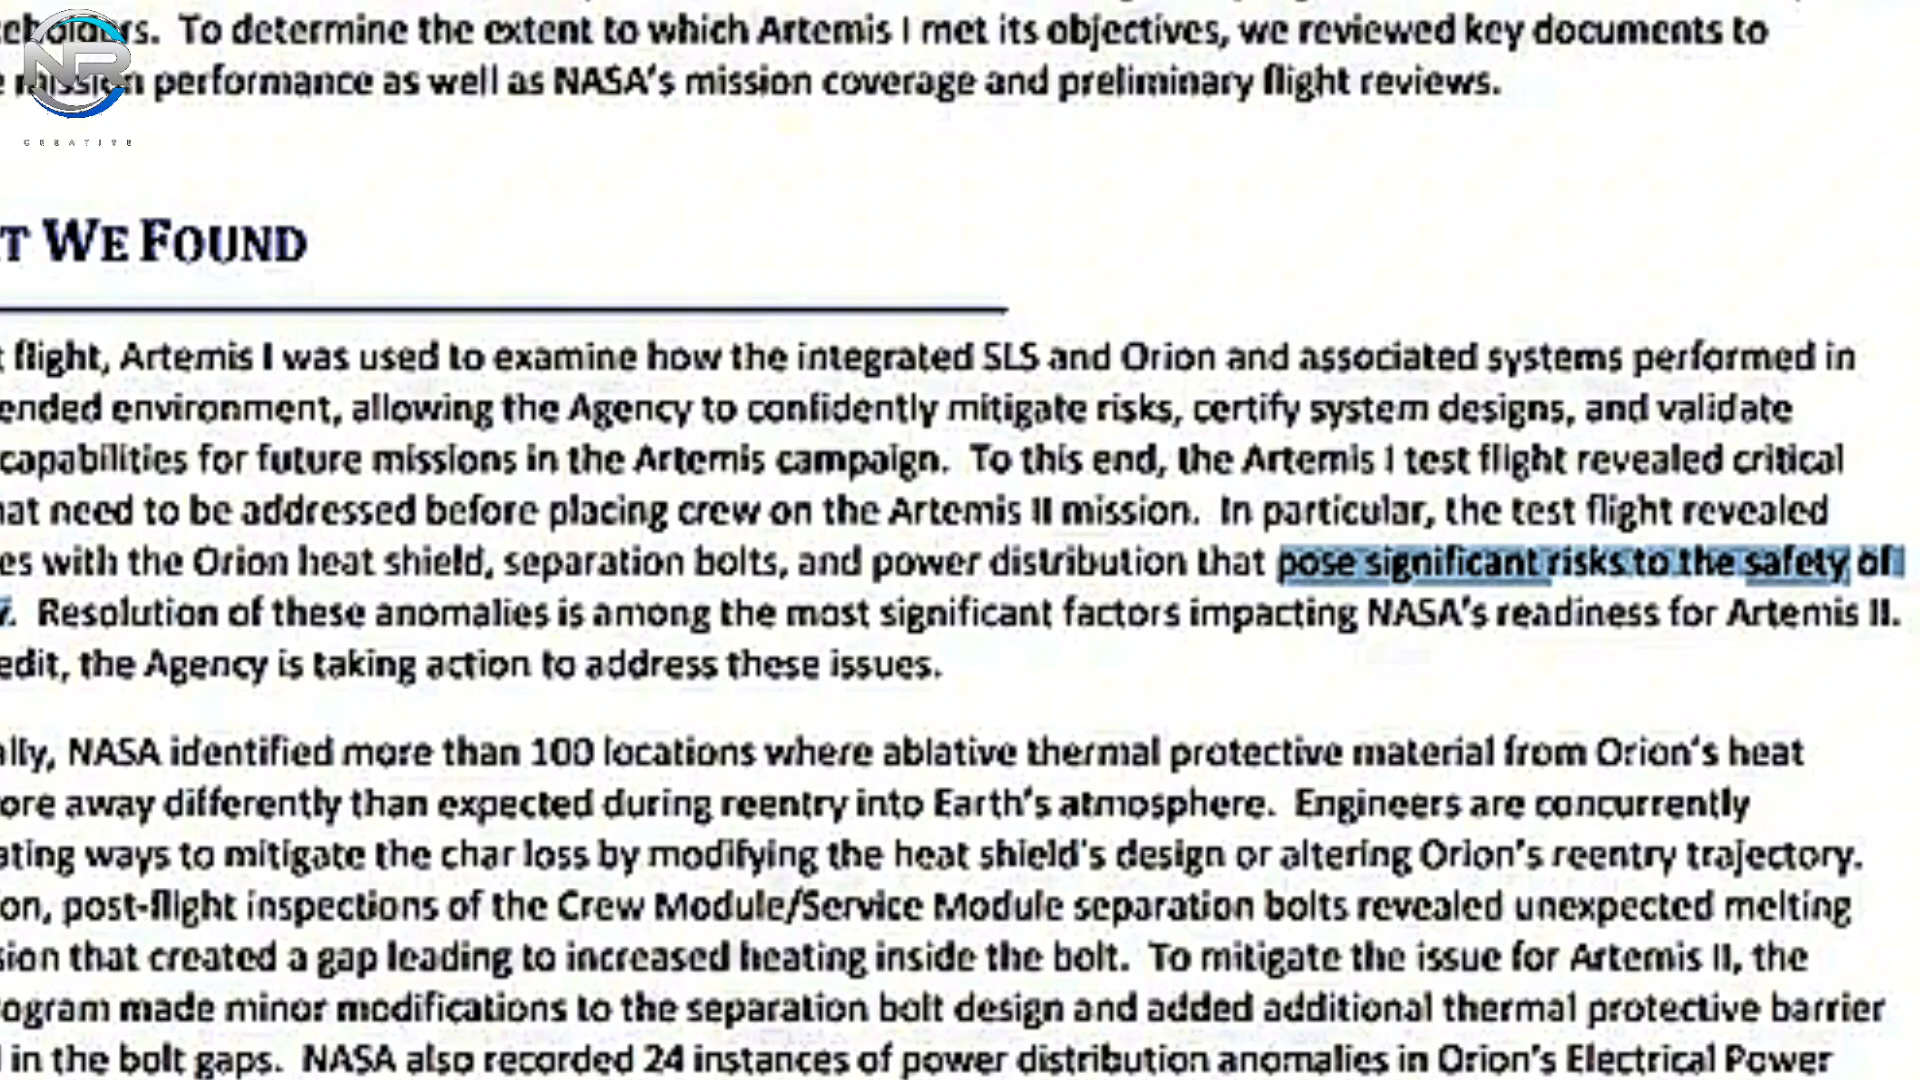 eholders. To determine the extent to which Artemis I met its objectives, we reviewed key documents to
e mission performance as well as NASA's mission coverage and preliminary flight reviews.
NR
CREATIVE
T WE FOUND
t flight, Artemis I was used to examine how the integrated SLS and Orion and associated systems performed in
ended environment, allowing the Agency to confidently mitigate risks, certify system designs, and validate
capabilities for future missions in the Artemis campaign. To this end, the Artemis I test flight revealed critical
hat need to be addressed before placing crew on the Artemis II mission. In particular, the test flight revealed
es with the Orion heat shield, separation bolts, and power distribution that pose significant risks to the safety of
w. Resolution of these anomalies is among the most significant factors impacting NASA's readiness for Artemis II.
edit, the Agency is taking action to address these issues.
ally, NASA identified more than 100 locations where ablative thermal protective material from Orion's heat
ore away differently than expected during reentry into Earth's atmosphere. Engineers are concurrently
ating ways to mitigate the char loss by modifying the heat shield's design or altering Orion's reentry trajectory.
on, post-flight inspections of the Crew Module/Service Module separation bolts revealed unexpected melting
sion that created a gap leading to increased heating inside the bolt. To mitigate the issue for Artemis II, the
ogram made minor modifications to the separation bolt design and added additional thermal protective barrier
l in the bolt gaps. NASA also recorded 24 instances of power distribution anomalies in Orion's Electrical Power